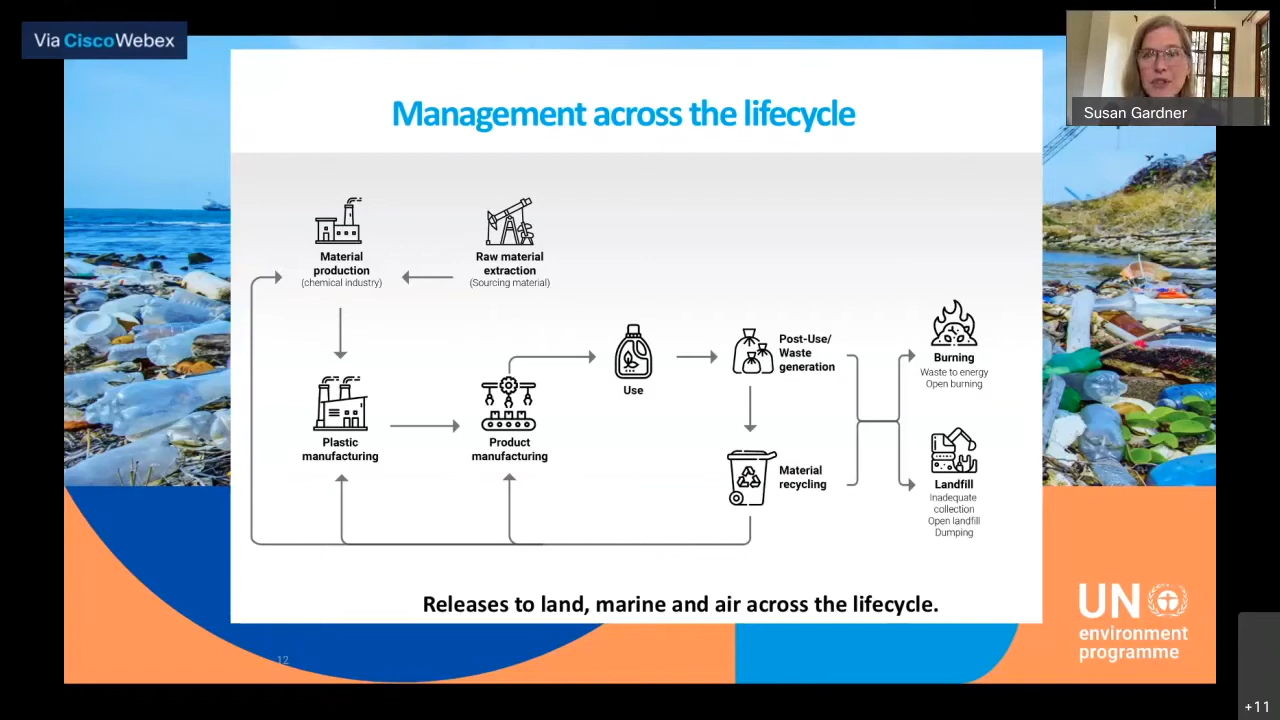 Via CiscoWebex
Susan Gardner
Management across the lifecycle
Material
production
(chemical industry)
Raw material
extraction
(Sourcing material)
Plastic
manufacturing
Product
manufacturing
Use
Post-Use/
Waste
generation
Material
recycling
Burning
Waste to energy
Open burning
Landfill
Inadequate
collection
Open landfill
Dumping
Releases to land, marine and air across the lifecycle.
12
UN
environment
programme
+11